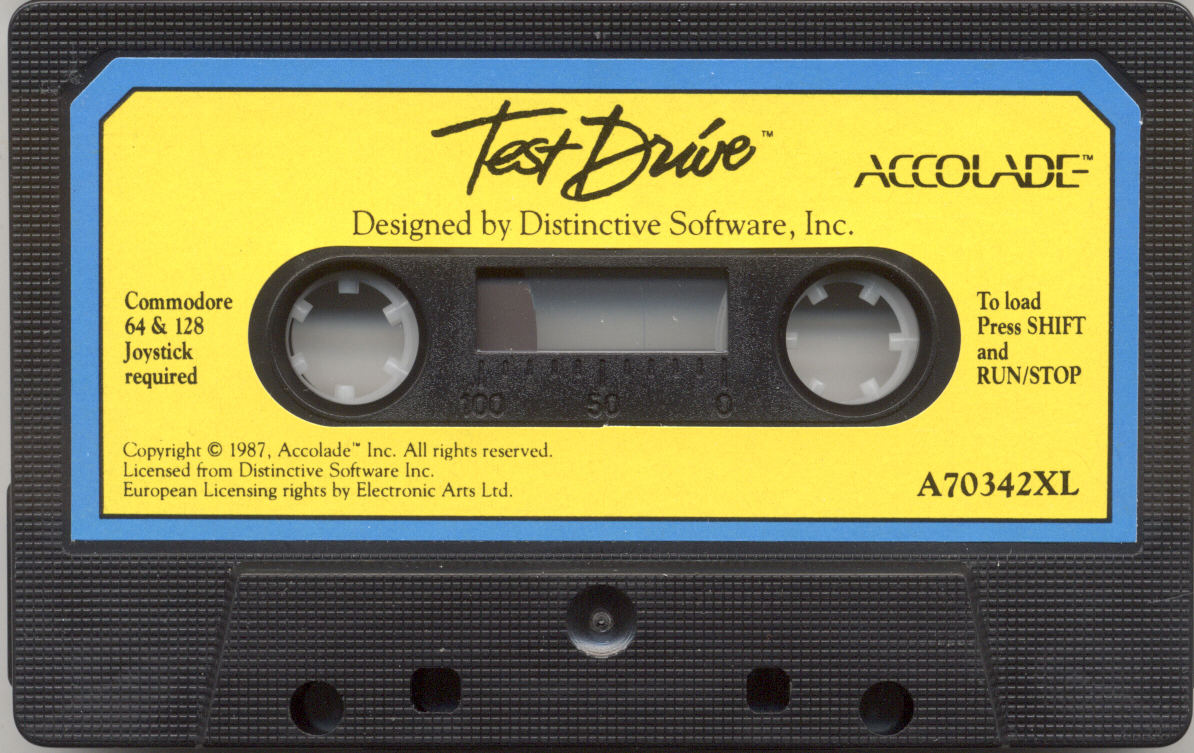 Test Drive™
ACCOLADE™
Designed by Distinctive Software, Inc.
Commodore
64 & 128
Joystick
required
To load
Press SHIFT
and
RUN/STOP
100 50 0
Copyright © 1987, Accolade™ Inc. All rights reserved.
Licensed from Distinctive Software Inc.
European Licensing rights by Electronic Arts Ltd.
A70342XL